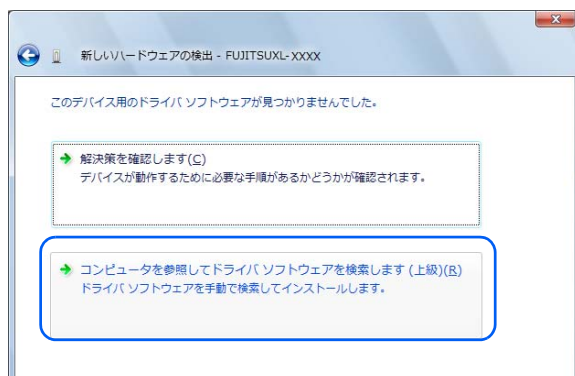 新しいハードウェアの検出 - FUJITSUXL-XXXX
このデバイス用のドライバ ソフトウェアが見つかりませんでした。
解決策を確認します(C)
デバイスが動作するために必要な手順があるかどうかが確認されます。
コンピュータを参照してドライバ ソフトウェアを検索します (上級)(R)
ドライバ ソフトウェアを手動で検索してインストールします。